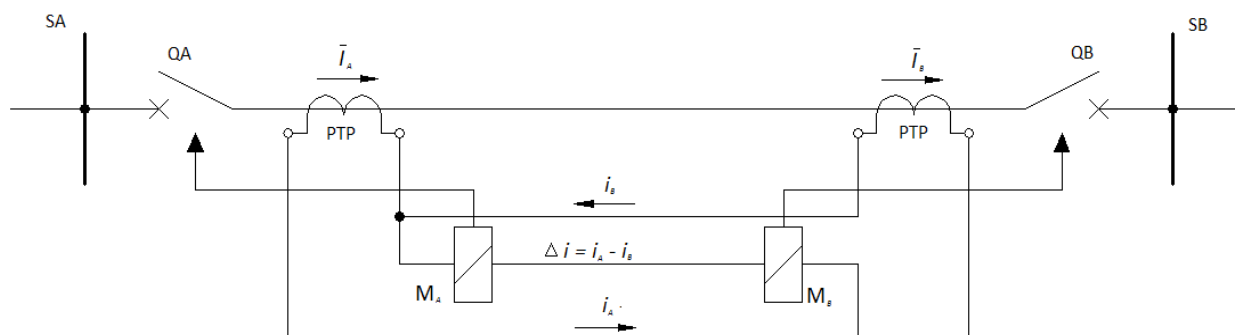 SA
SB
QA
QB
Ī_A
Ī_B
PTP
PTP
i_B
△ i = i_A - i_B
M_A
M_B
i_A .